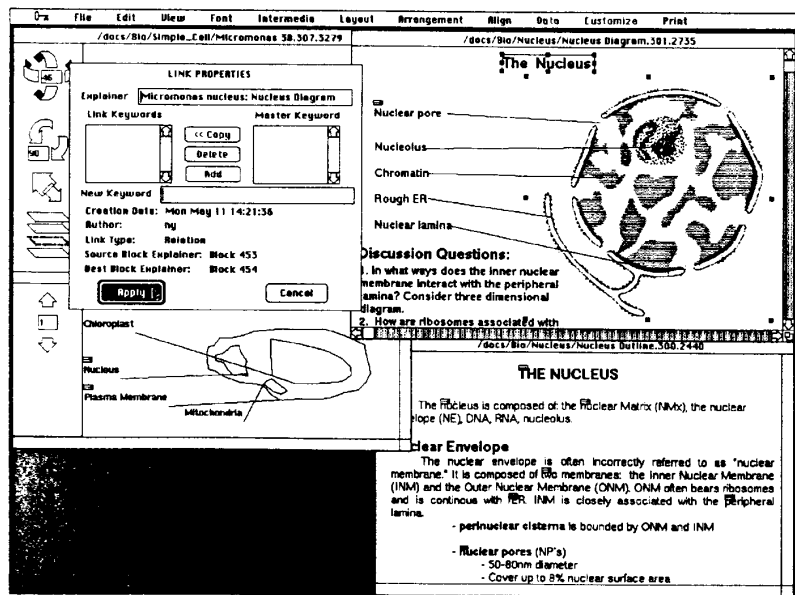 File Edit View Font Intermedia Layout Arrangement Align Data Customize Print
/docs/Bio/Simple_Cell/Micromonas 38.307.3279
46
90
1
LINK PROPERTIES
Explainer Micromonas nucleus: Nucleus Diagram
Link Keywords Master Keyword
<< Copy
Delete
Add
New Keyword
Creation Date: Mon May 11 14:21:36
Author: ny
Link Type: Relation
Source Block Explainer: Block 453
Dest Block Explainer: Block 454
Apply Cancel
Chloroplast
Nucleus
Plasma Membrane
Mitochondria
/docs/Bio/Nucleus/Nucleus Diagram.301.2735
The Nucleus
Nuclear pore
Nucleolus
Chromatin
Rough ER
Nuclear lamina
Discussion Questions:
1. In what ways does the inner nuclear
membrane interact with the peripheral
lamina? Consider three dimensional
diagram.
2. How are ribosomes associated with
/docs/Bio/Nucleus/Nucleus Outline.300.2440
THE NUCLEUS
The nucleus is composed of: the nuclear Matrix (NMx), the nuclear
elope (NE), DNA, RNA, nucleolus.
clear Envelope
The nuclear envelope is often incorrectly referred to as "nuclear
membrane." It is composed of two membranes: the Inner Nuclear Membrane
(INM) and the Outer Nuclear Membrane (ONM). ONM often bears ribosomes
and is continous with rER. INM is closely associated with the peripheral
lamina.
- perinuclear cisterna is bounded by ONM and INM
- Nuclear pores (NP's)
- 50-80nm diameter
- Cover up to 8% nuclear surface area